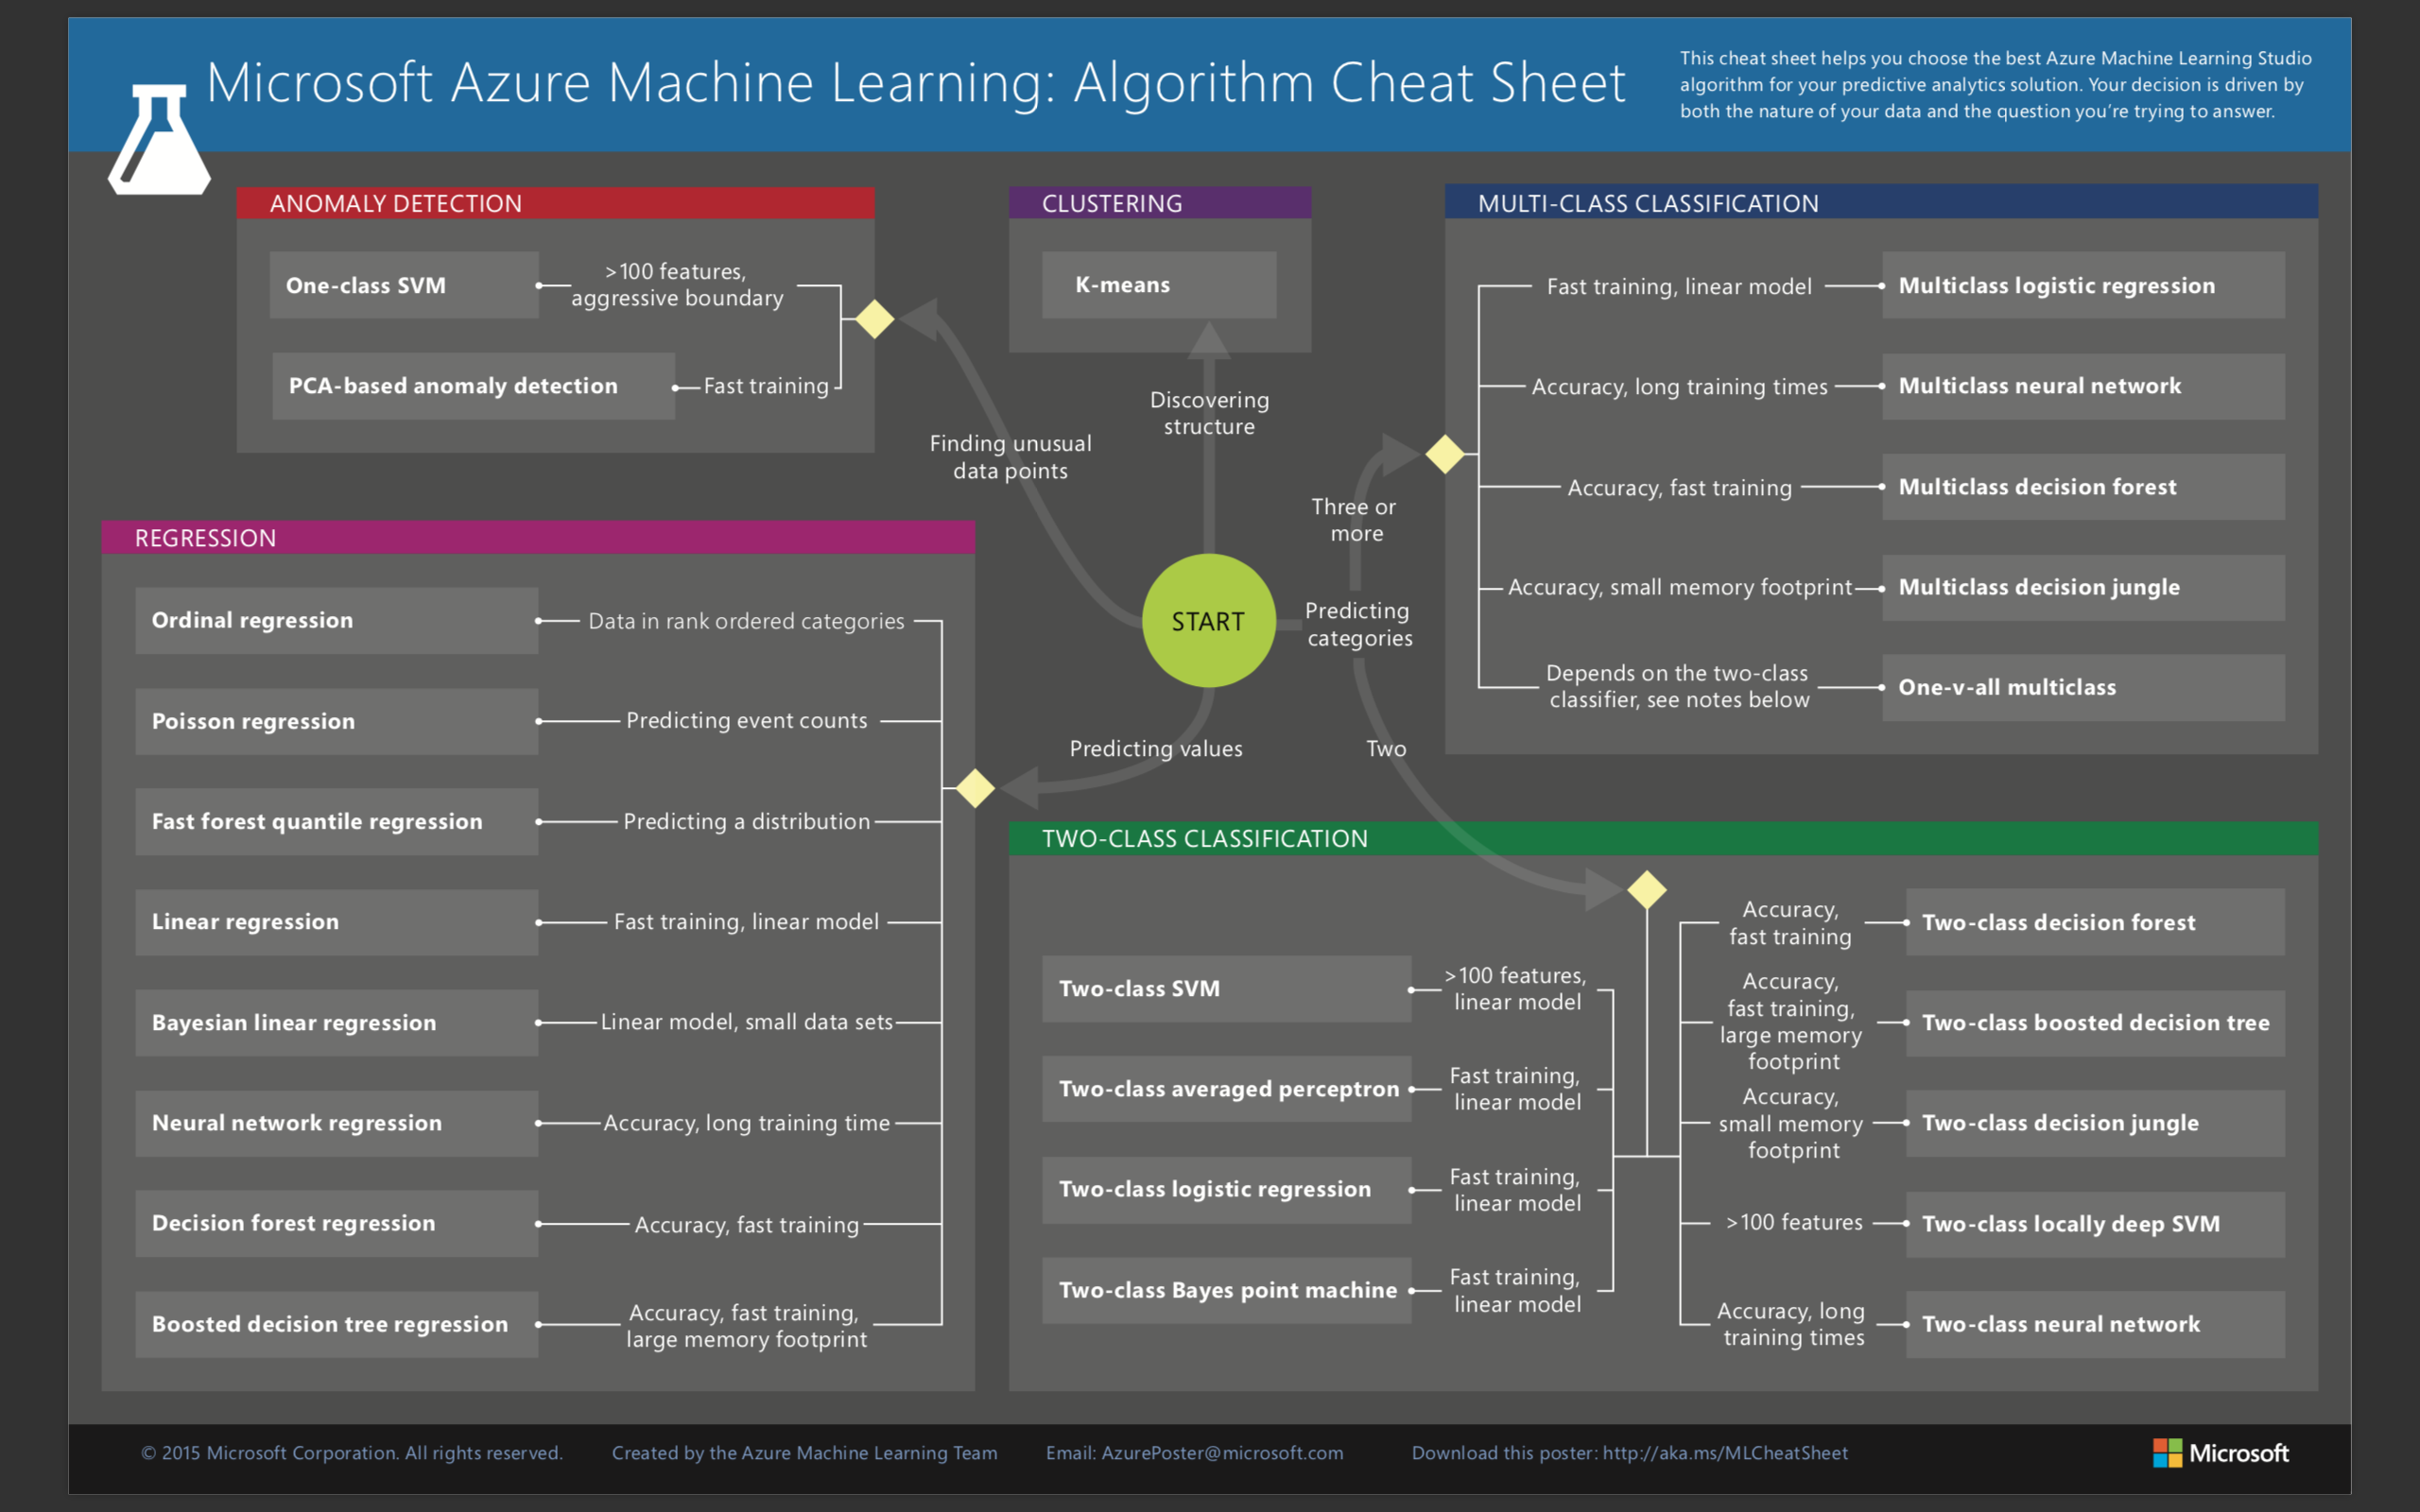 Microsoft Azure Machine Learning: Algorithm Cheat Sheet
This cheat sheet helps you choose the best Azure Machine Learning Studio
algorithm for your predictive analytics solution. Your decision is driven by
both the nature of your data and the question you're trying to answer.
ANOMALY DETECTION
One-class SVM
>100 features,
aggressive boundary
PCA-based anomaly detection
Fast training
CLUSTERING
K-means
MULTI-CLASS CLASSIFICATION
Fast training, linear model
Multiclass logistic regression
Accuracy, long training times
Multiclass neural network
Accuracy, fast training
Multiclass decision forest
Accuracy, small memory footprint
Multiclass decision jungle
Depends on the two-class
classifier, see notes below
One-v-all multiclass
Finding unusual
data points
Discovering
structure
Three or
more
START
Predicting
categories
Predicting values
Two
REGRESSION
Ordinal regression
Data in rank ordered categories
Poisson regression
Predicting event counts
Fast forest quantile regression
Predicting a distribution
Linear regression
Fast training, linear model
Bayesian linear regression
Linear model, small data sets
Neural network regression
Accuracy, long training time
Decision forest regression
Accuracy, fast training
Boosted decision tree regression
Accuracy, fast training,
large memory footprint
TWO-CLASS CLASSIFICATION
Two-class SVM
>100 features,
linear model
Two-class averaged perceptron
Fast training,
linear model
Two-class logistic regression
Fast training,
linear model
Two-class Bayes point machine
Fast training,
linear model
Accuracy,
fast training
Two-class decision forest
Accuracy,
fast training,
large memory
footprint
Two-class boosted decision tree
Accuracy,
small memory
footprint
Two-class decision jungle
>100 features
Two-class locally deep SVM
Accuracy, long
training times
Two-class neural network
© 2015 Microsoft Corporation. All rights reserved.
Created by the Azure Machine Learning Team
Email: AzurePoster@microsoft.com
Download this poster: http://aka.ms/MLCheatSheet
Microsoft